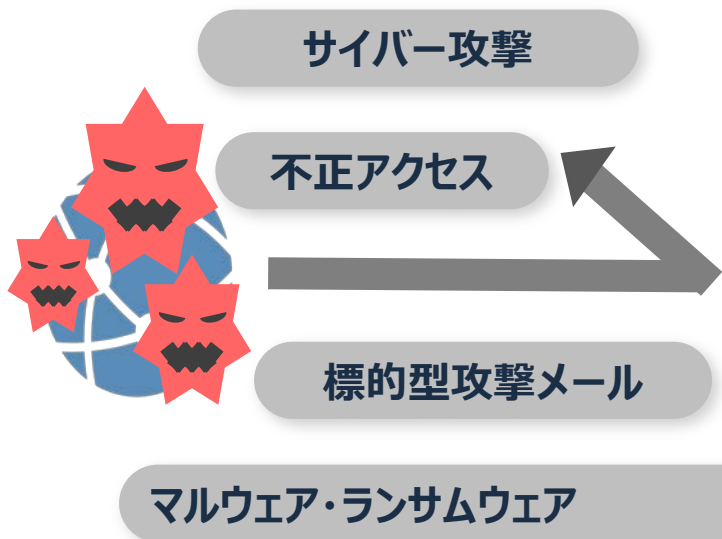 サイバー攻撃
不正アクセス
標的型攻撃メール
マルウェア・ランサムウェア